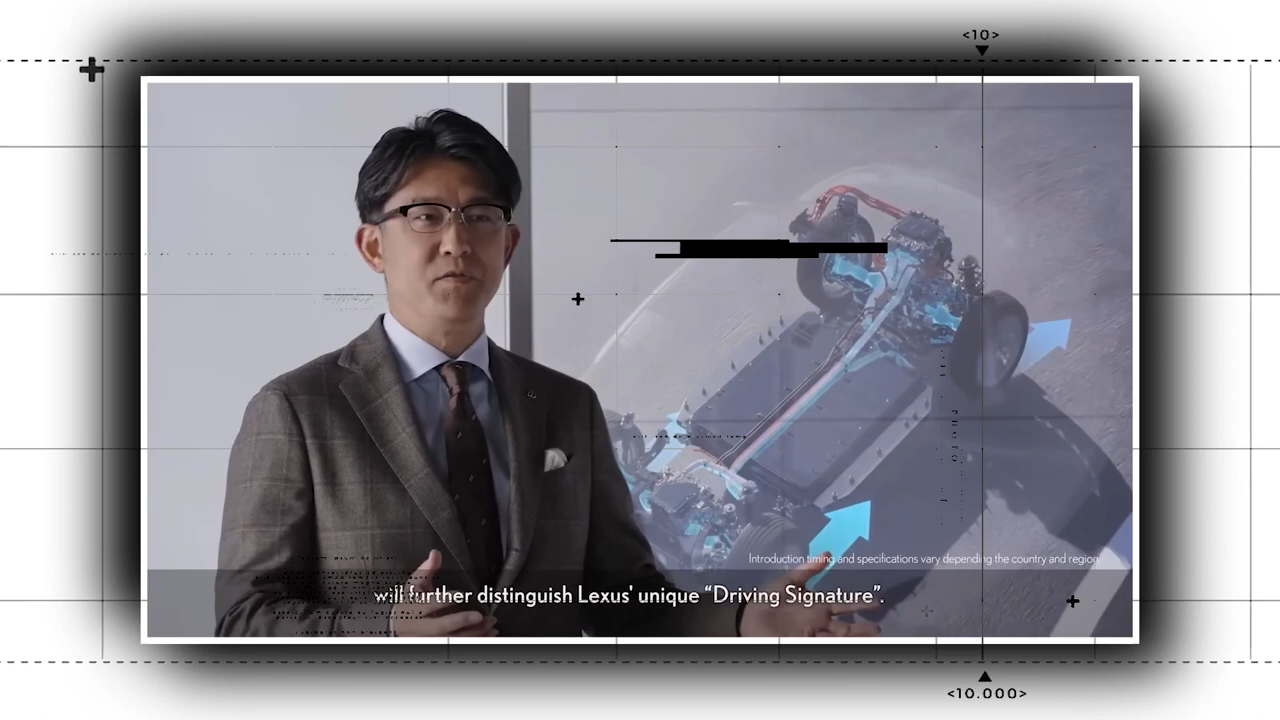 <10>
Introduction timing and specifications vary depending the country and region
will further distinguish Lexus' unique “Driving Signature”.
<10.000>